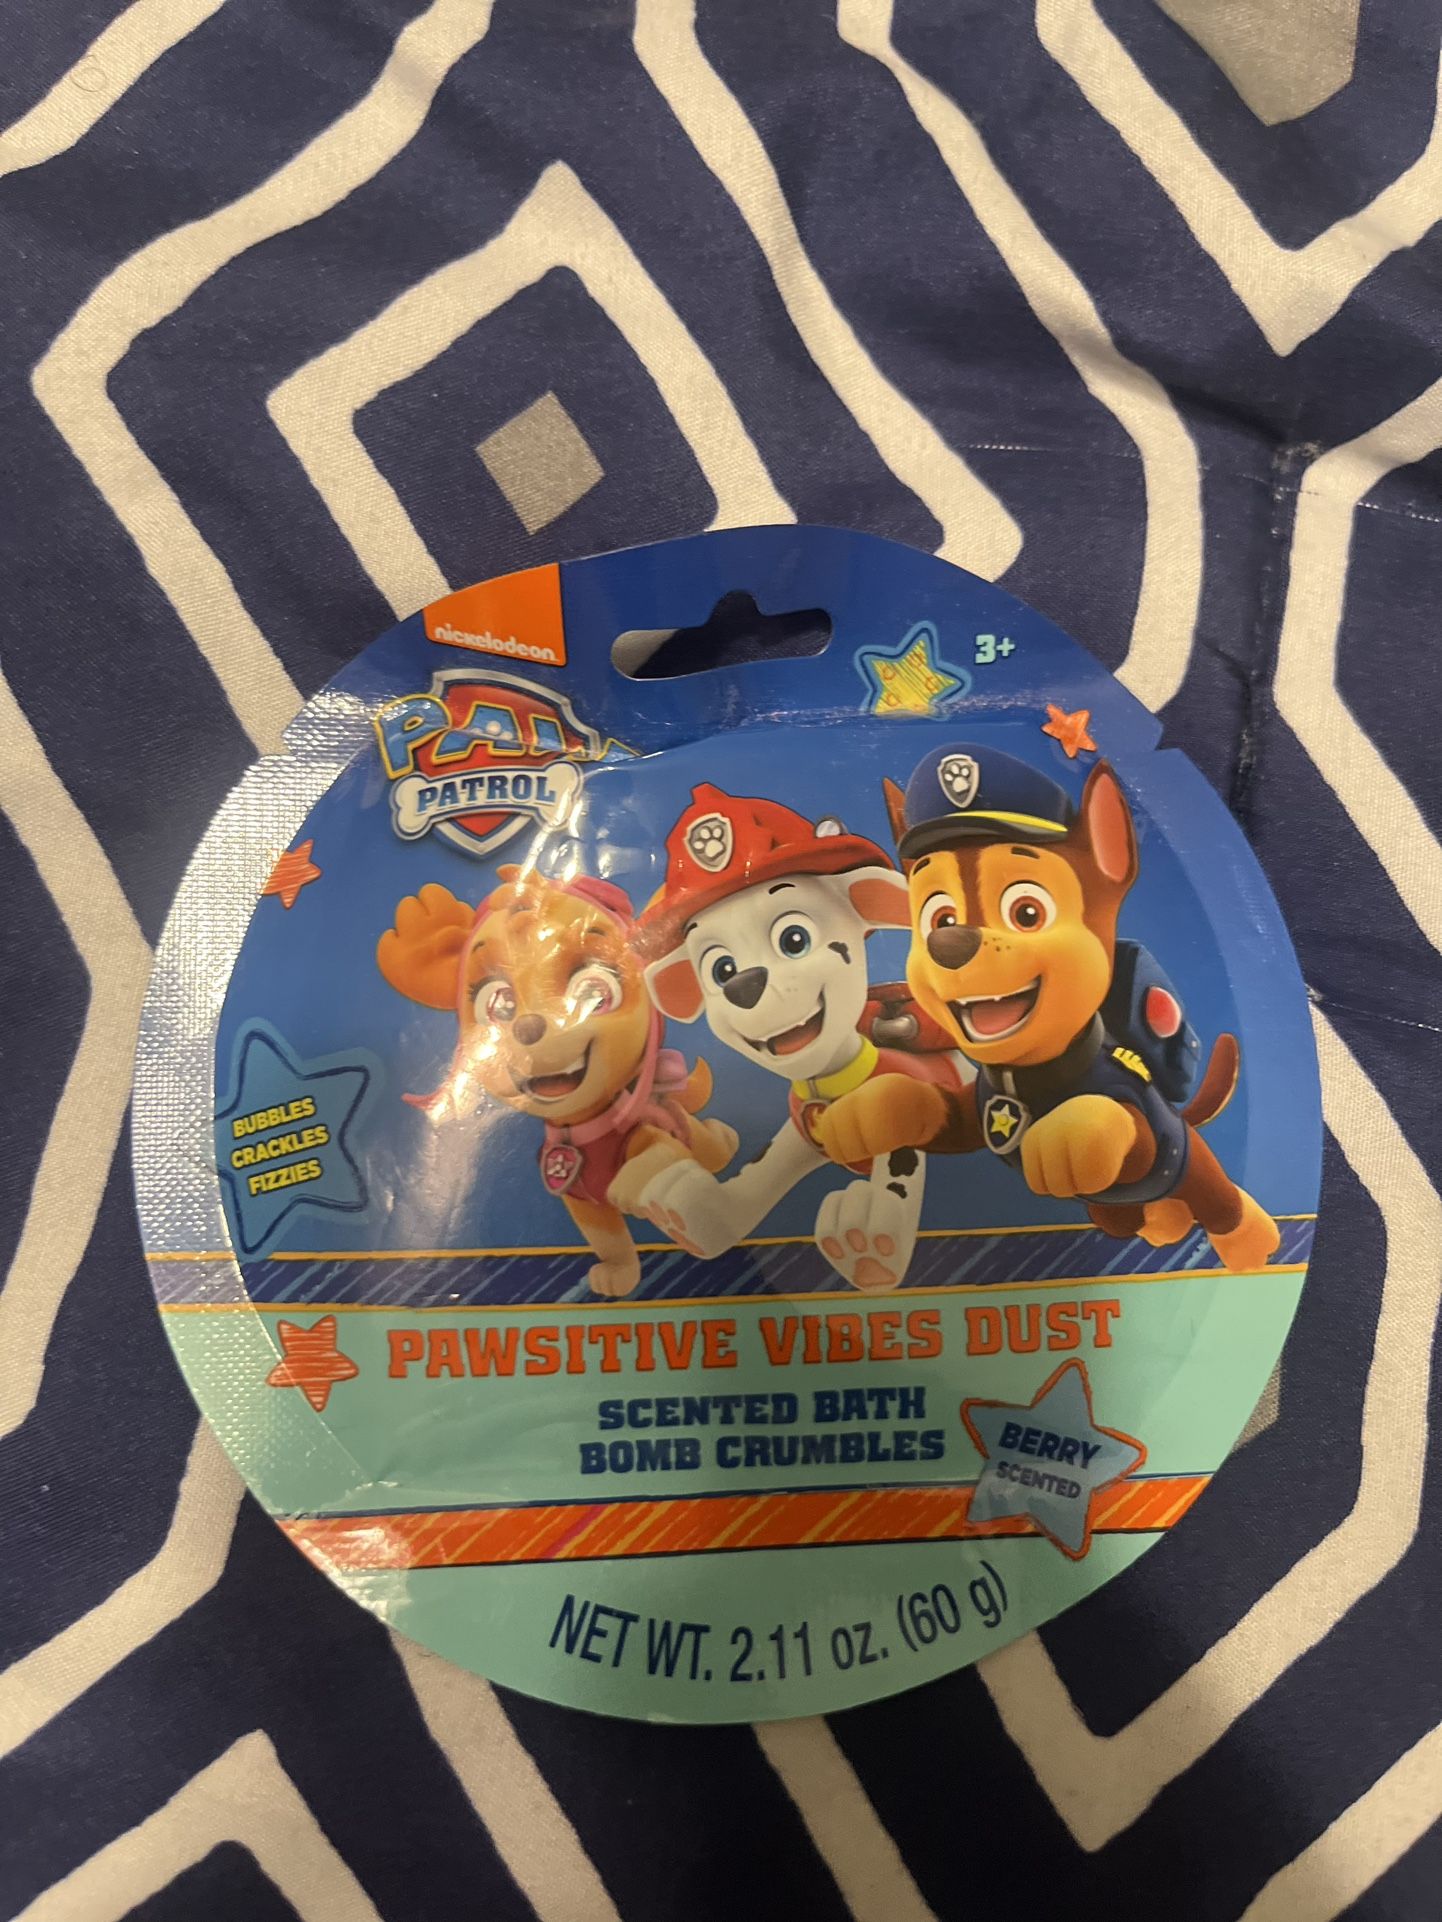 nickelodeon
3+
PAW
PATROL
BUBBLES
CRACKLES
FIZZIES
PAWSITIVE VIBES DUST
SCENTED BATH
BOMB CRUMBLES
BERRY
SCENTED
NET WT. 2.11 oz. (60 g)